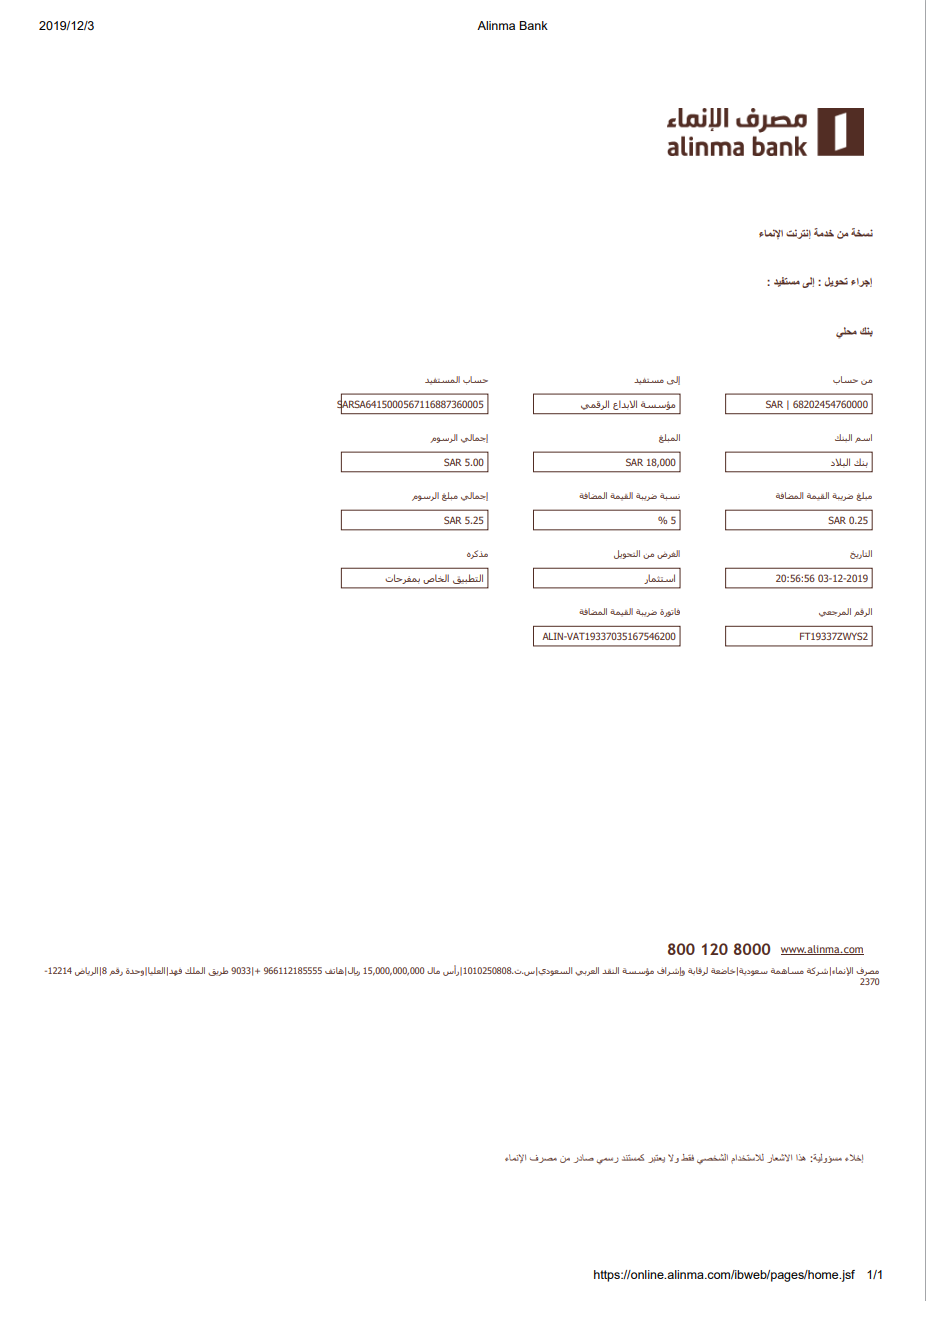 2019/12/3 Alinma Bank
مصرف الإنماء
alinma bank
نسخة من خدمة إنترنت الإنماء
إجراء تحويل : إلى مستفيد :
بنك محلي
من حساب إلى مستفيد حساب المستفيد
SAR | 68202454760000 مؤسسة الابداع الرقمي SARSA6415000567116887360005
اسم البنك المبلغ إجمالي الرسوم
بنك البلاد SAR 18,000 SAR 5.00
مبلغ ضريبة القيمة المضافة نسبة ضريبة القيمة المضافة إجمالي مبلغ الرسوم
SAR 0.25 % 5 SAR 5.25
التاريخ الغرض من التحويل مذكره
20:56:56 03-12-2019 استثمار التطبيق الخاص بمفرحات
الرقم المرجعي فاتورة ضريبة القيمة المضافة
FT19337ZWYS2 ALIN-VAT19337035167546200
800 120 8000 www.alinma.com
مصرف الإنماء|شركة مساهمة سعودية|خاضعة لرقابة وإشراف مؤسسة النقد العربي السعودي|س.ت.1010250808|رأس مال 15,000,000,000 ريال|هاتف 966112185555 +|9033 طريق الملك فهد|العليا|وحدة رقم 8|الرياض 12214-
2370
إخلاء مسؤولية: هذا الاشعار للاستخدام الشخصي فقط ولا يعتبر كمستند رسمي صادر من مصرف الإنماء
https://online.alinma.com/ibweb/pages/home.jsf 1/1